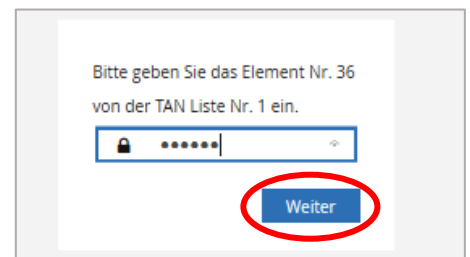 Bitte geben Sie das Element Nr. 36
von der TAN Liste Nr. 1 ein.
••••••
Weiter